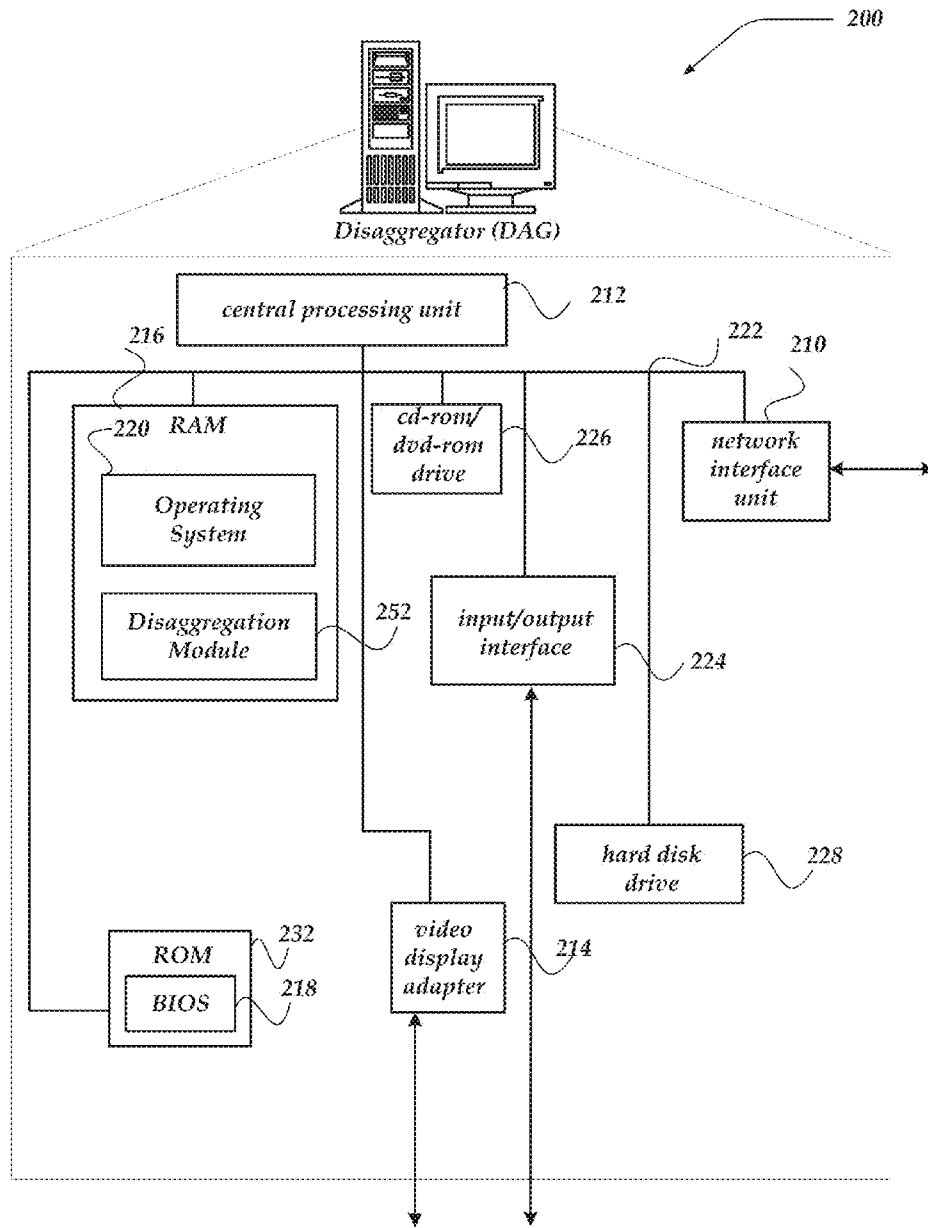 200
Disaggregator (DAG)
central processing unit
212
216
222
210
RAM
220
cd-rom/
dvd-rom
drive
226
network
interface
unit
Operating
System
Disaggregation
Module
252
input/output
interface
224
hard disk
drive
228
ROM
232
BIOS
218
video
display
adapter
214